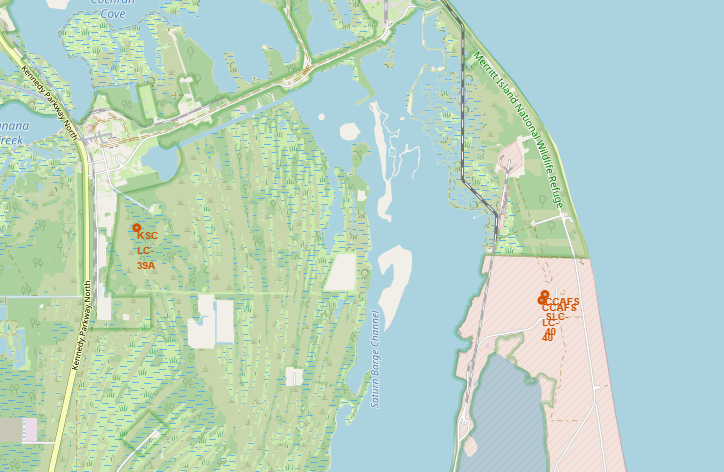 Cochran
Cove
Kennedy Parkway North
Merritt Island National Wildlife Refuge
nana
reek
KSC
LC-
39A
CCAFS
CCAFS
SLC-
LC-
40
40
Kennedy Parkway North
Saturn Barge Channel